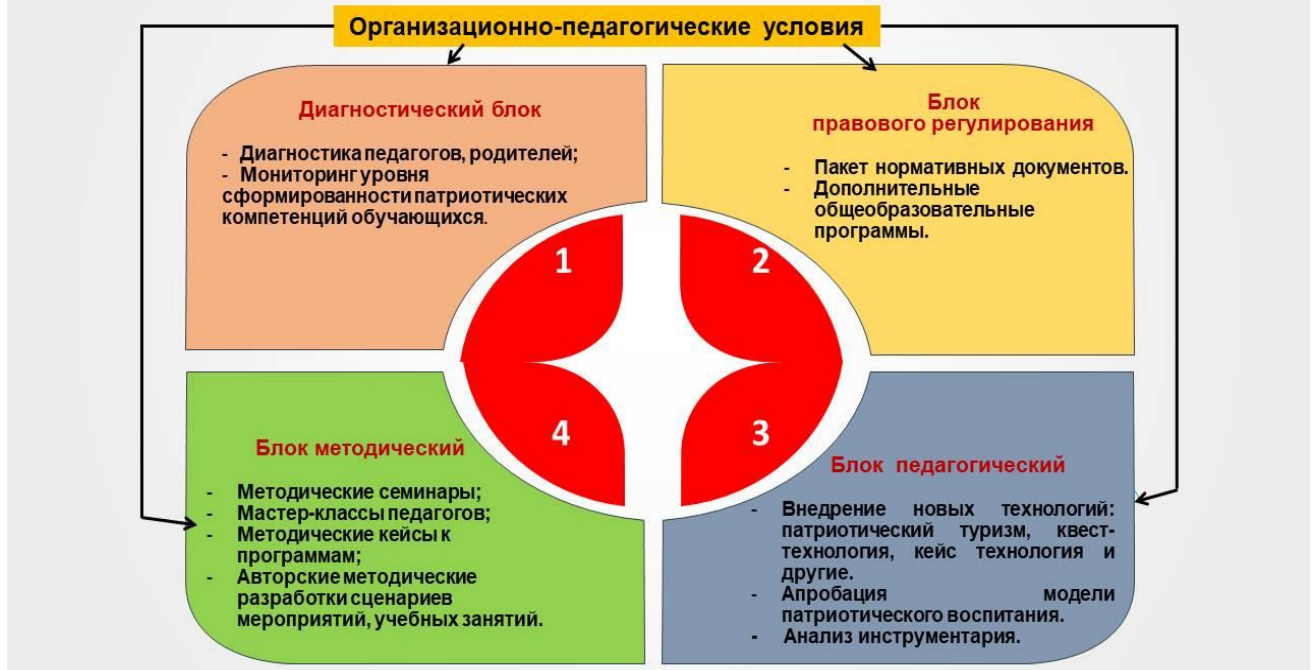 Организационно-педагогические условия
Диагностический блок
- Диагностика педагогов, родителей;
- Мониторинг уровня
сформированности патриотических
компетенций обучающихся.
Блок
правового регулирования
- Пакет нормативных документов.
- Дополнительные
общеобразовательные
программы.
1
2
4
3
Блок методический
- Методические семинары;
- Мастер-классы педагогов;
- Методические кейсы к
программам;
- Авторские методические
разработки сценариев
мероприятий, учебных занятий.
Блок педагогический
- Внедрение новых технологий:
патриотический туризм, квест-
технология, кейс технология и
другие.
- Апробация модели
патриотического воспитания.
- Анализ инструментария.